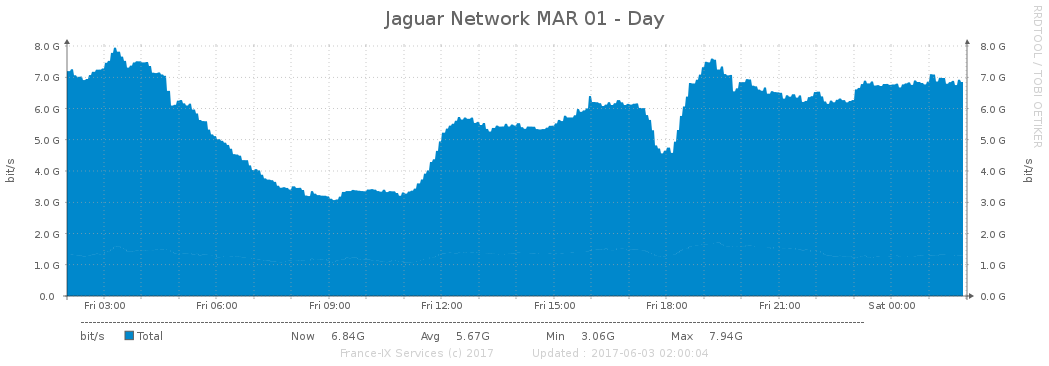 Jaguar Network MAR 01 - Day
RRDTOOL / TOBI OETIKER
8.0 G 8.0 G
7.0 G 7.0 G
6.0 G 6.0 G
5.0 G 5.0 G
4.0 G 4.0 G
3.0 G 3.0 G
2.0 G 2.0 G
1.0 G 1.0 G
0.0 0.0 G
bit/s
bit/s
Fri 03:00 Fri 06:00 Fri 09:00 Fri 12:00 Fri 15:00 Fri 18:00 Fri 21:00 Sat 00:00
bit/s Total Now 6.84G Avg 5.67G Min 3.06G Max 7.94G
France-IX Services (c) 2017 Updated : 2017-06-03 02:00:04